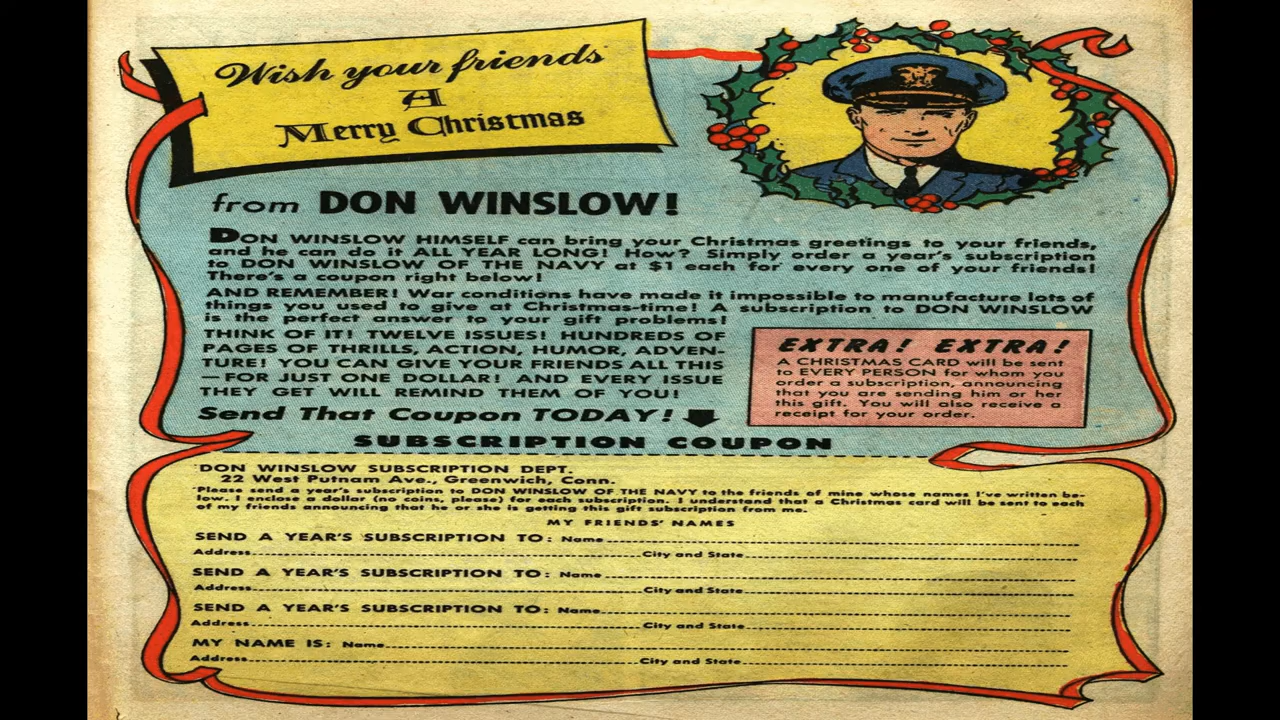 Wish your friends
A
Merry Christmas
from DON WINSLOW!
DON WINSLOW HIMSELF can bring your Christmas greetings to your friends,
and he can do it ALL YEAR LONG! How? Simply order a year's subscription
to DON WINSLOW OF THE NAVY at $1 each for every one of your friends!
There's a coupon right below!
AND REMEMBER! War conditions have made it impossible to manufacture lots of
things you used to give at Christmas-time! A subscription to DON WINSLOW
is the perfect answer to your gift problems!
THINK OF IT! TWELVE ISSUES! HUNDREDS OF
PAGES OF THRILLS, ACTION, HUMOR, ADVEN-
TURE! YOU CAN GIVE YOUR FRIENDS ALL THIS
—FOR JUST ONE DOLLAR! AND EVERY ISSUE
THEY GET WILL REMIND THEM OF YOU!
Send That Coupon TODAY!
EXTRA! EXTRA!
A CHRISTMAS CARD will be sent
to EVERY PERSON for whom you
order a subscription, announcing
that you are sending him or her
this gift. You will also receive a
receipt for your order.
SUBSCRIPTION COUPON
DON WINSLOW SUBSCRIPTION DEPT.
22 West Putnam Ave., Greenwich, Conn.
Please send a year's subscription to DON WINSLOW OF THE NAVY to the friends of mine whose names I've written be-
low. I enclose a dollar (no coins, please) for each subscription. I understand that a Christmas card will be sent to each
of my friends announcing that he or she is getting this gift subscription from me.
MY FRIENDS' NAMES
SEND A YEAR'S SUBSCRIPTION TO: Name
Address City and State
SEND A YEAR'S SUBSCRIPTION TO: Name
Address City and State
SEND A YEAR'S SUBSCRIPTION TO: Name
Address City and State
MY NAME IS: Name
Address City and State